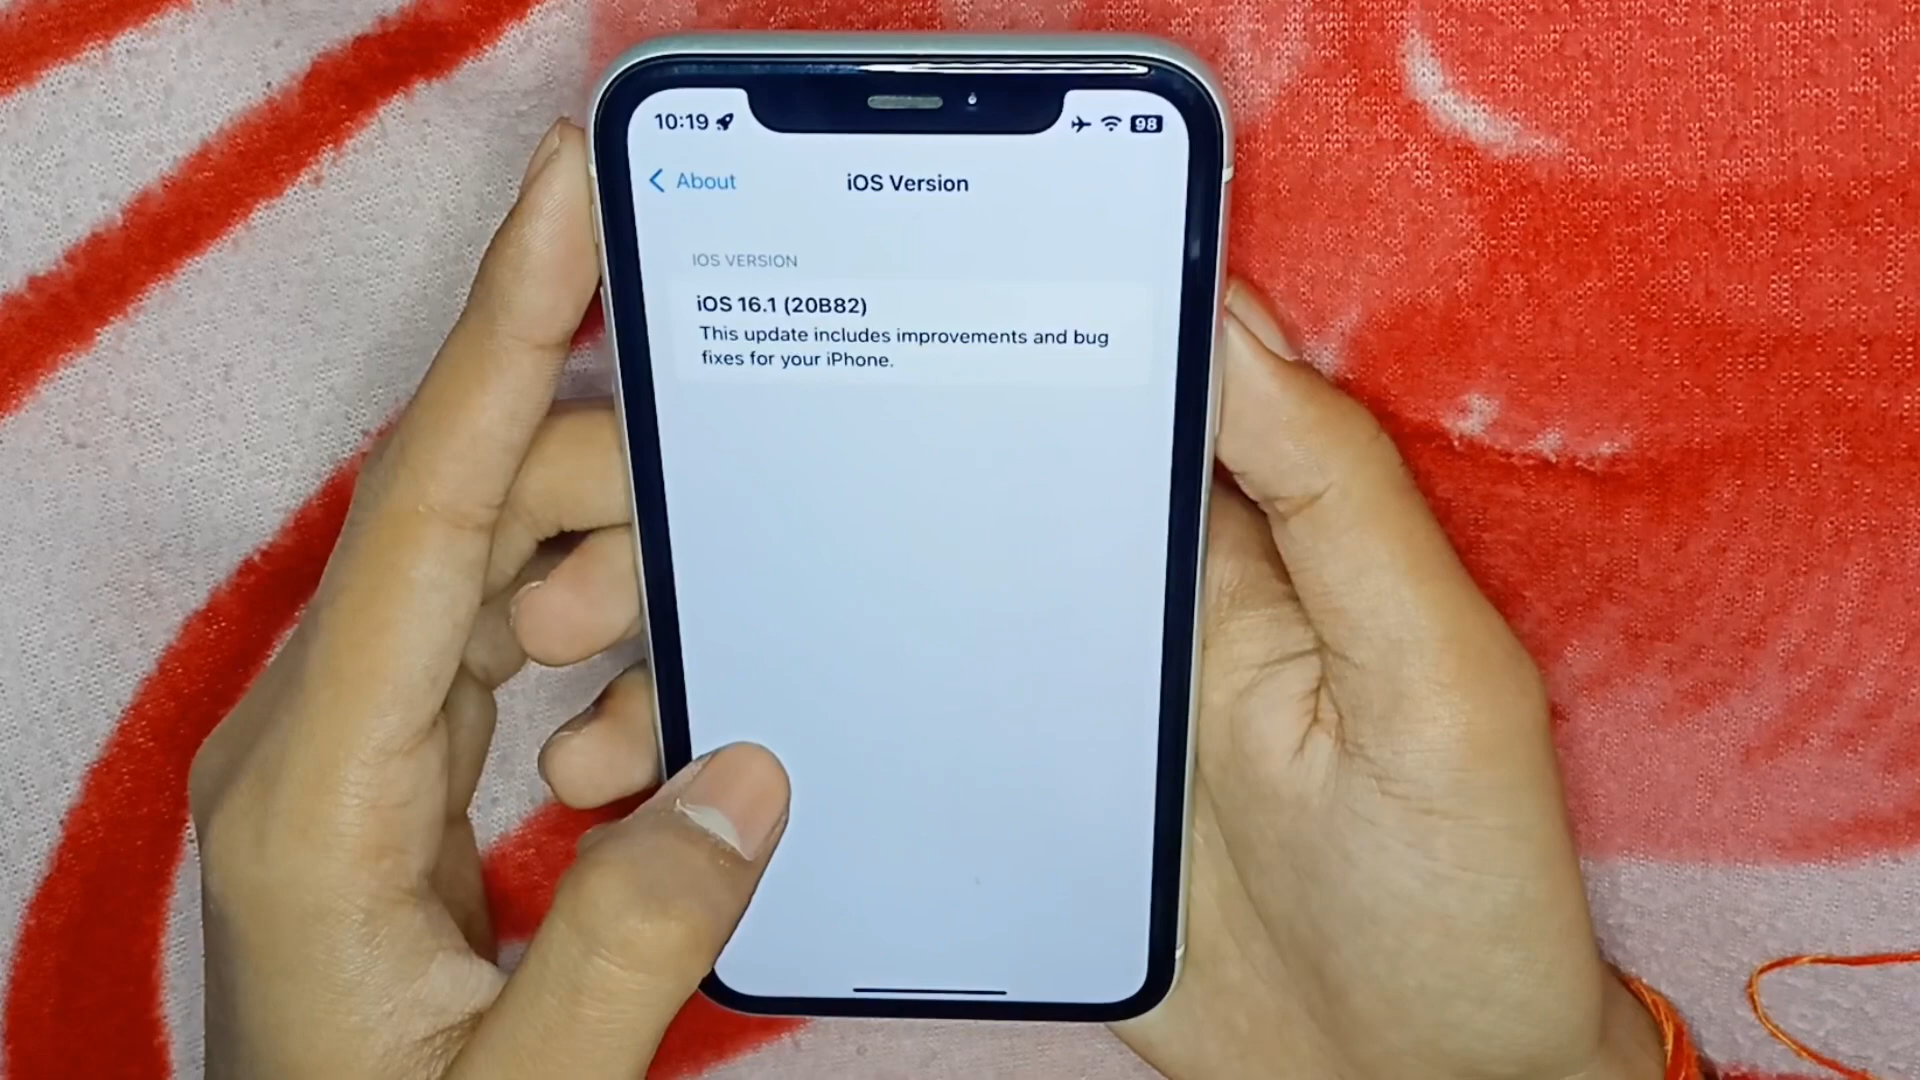 10:19
98
About
iOS Version
IOS VERSION
iOS 16.1 (20B82)
This update includes improvements and bug
fixes for your iPhone.